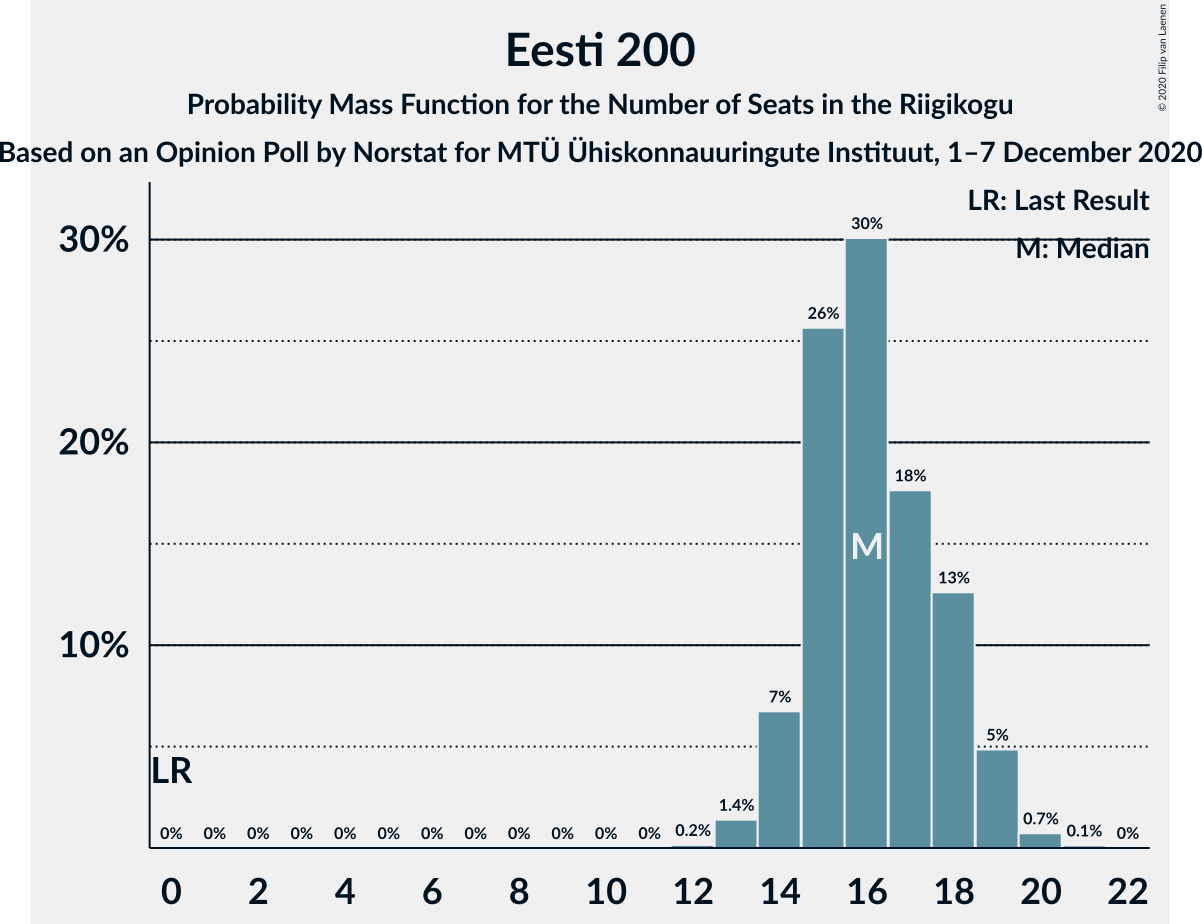 Eesti 200
Probability Mass Function for the Number of Seats in the Riigikogu
Based on an Opinion Poll by Norstat for MTÜ Ühiskonnauuringute Instituut, 1–7 December 2020
© 2020 Filip van Laenen
LR: Last Result
M: Median
30%
20%
10%
30%
26%
18%
M
13%
7%
5%
LR
1.4%
0.7%
0% 0% 0% 0% 0% 0% 0% 0% 0% 0% 0% 0% 0.2% 0.1% 0%
0 2 4 6 8 10 12 14 16 18 20 22